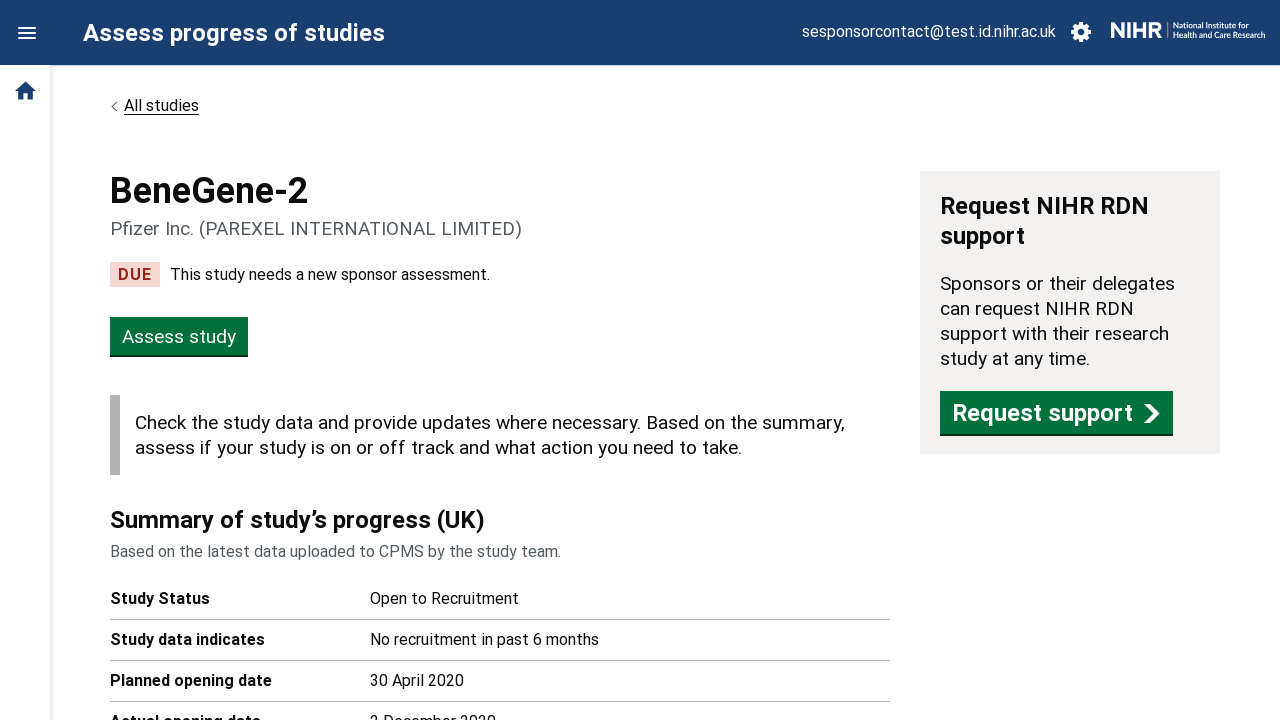 Assess progress of studies
sesponsorcontact@test.id.nihr.ac.uk
NIHR
National Institute for
Health and Care Research
All studies
BeneGene-2
Pfizer Inc. (PAREXEL INTERNATIONAL LIMITED)
DUE This study needs a new sponsor assessment.
Assess study
Check the study data and provide updates where necessary. Based on the summary,
assess if your study is on or off track and what action you need to take.
Summary of study’s progress (UK)
Based on the latest data uploaded to CPMS by the study team.
Study Status Open to Recruitment
Study data indicates No recruitment in past 6 months
Planned opening date 30 April 2020
Actual opening date 2 December 2020
Request NIHR RDN
support
Sponsors or their delegates
can request NIHR RDN
support with their research
study at any time.
Request support